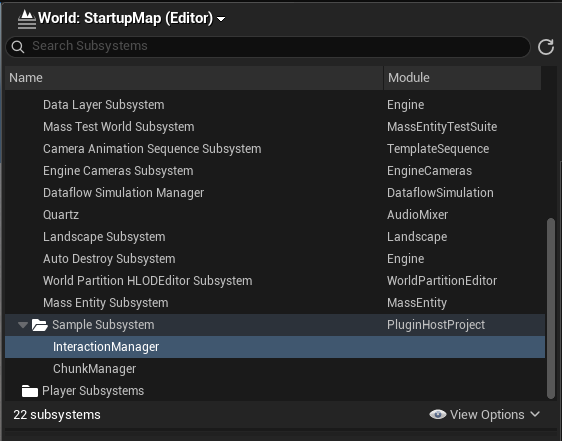 World: StartupMap (Editor)
Search Subsystems
Name Module
Data Layer Subsystem Engine
Mass Test World Subsystem MassEntityTestSuite
Camera Animation Sequence Subsystem TemplateSequence
Engine Cameras Subsystem EngineCameras
Dataflow Simulation Manager DataflowSimulation
Quartz AudioMixer
Landscape Subsystem Landscape
Auto Destroy Subsystem Engine
World Partition HLODEditor Subsystem WorldPartitionEditor
Mass Entity Subsystem MassEntity
Sample Subsystem PluginHostProject
InteractionManager
ChunkManager
Player Subsystems
22 subsystems View Options